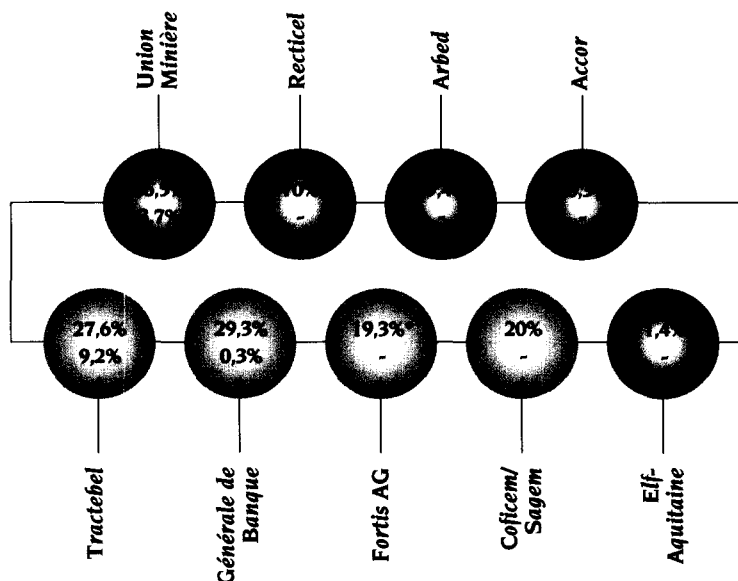 Union
Minière
Recticel
Arbed
Accor
27,6%
9,2%
29,3%
0,3%
19,3%*
-
20%
-
-
Tractebel
Générale de
Banque
Fortis AG
Coficem/
Sagem
Elf-
Aquitaine